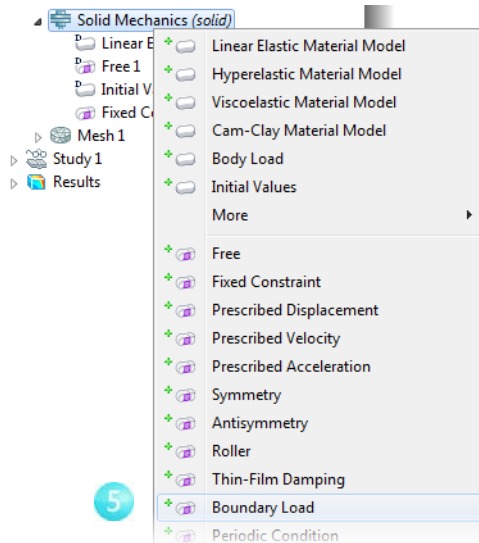 Solid Mechanics (solid)
Linear E
Free 1
Initial V
Fixed Co
Mesh 1
Study 1
Results
Linear Elastic Material Model
Hyperelastic Material Model
Viscoelastic Material Model
Cam-Clay Material Model
Body Load
Initial Values
More
Free
Fixed Constraint
Prescribed Displacement
Prescribed Velocity
Prescribed Acceleration
Symmetry
Antisymmetry
Roller
Thin-Film Damping
5
Boundary Load
Periodic Condition